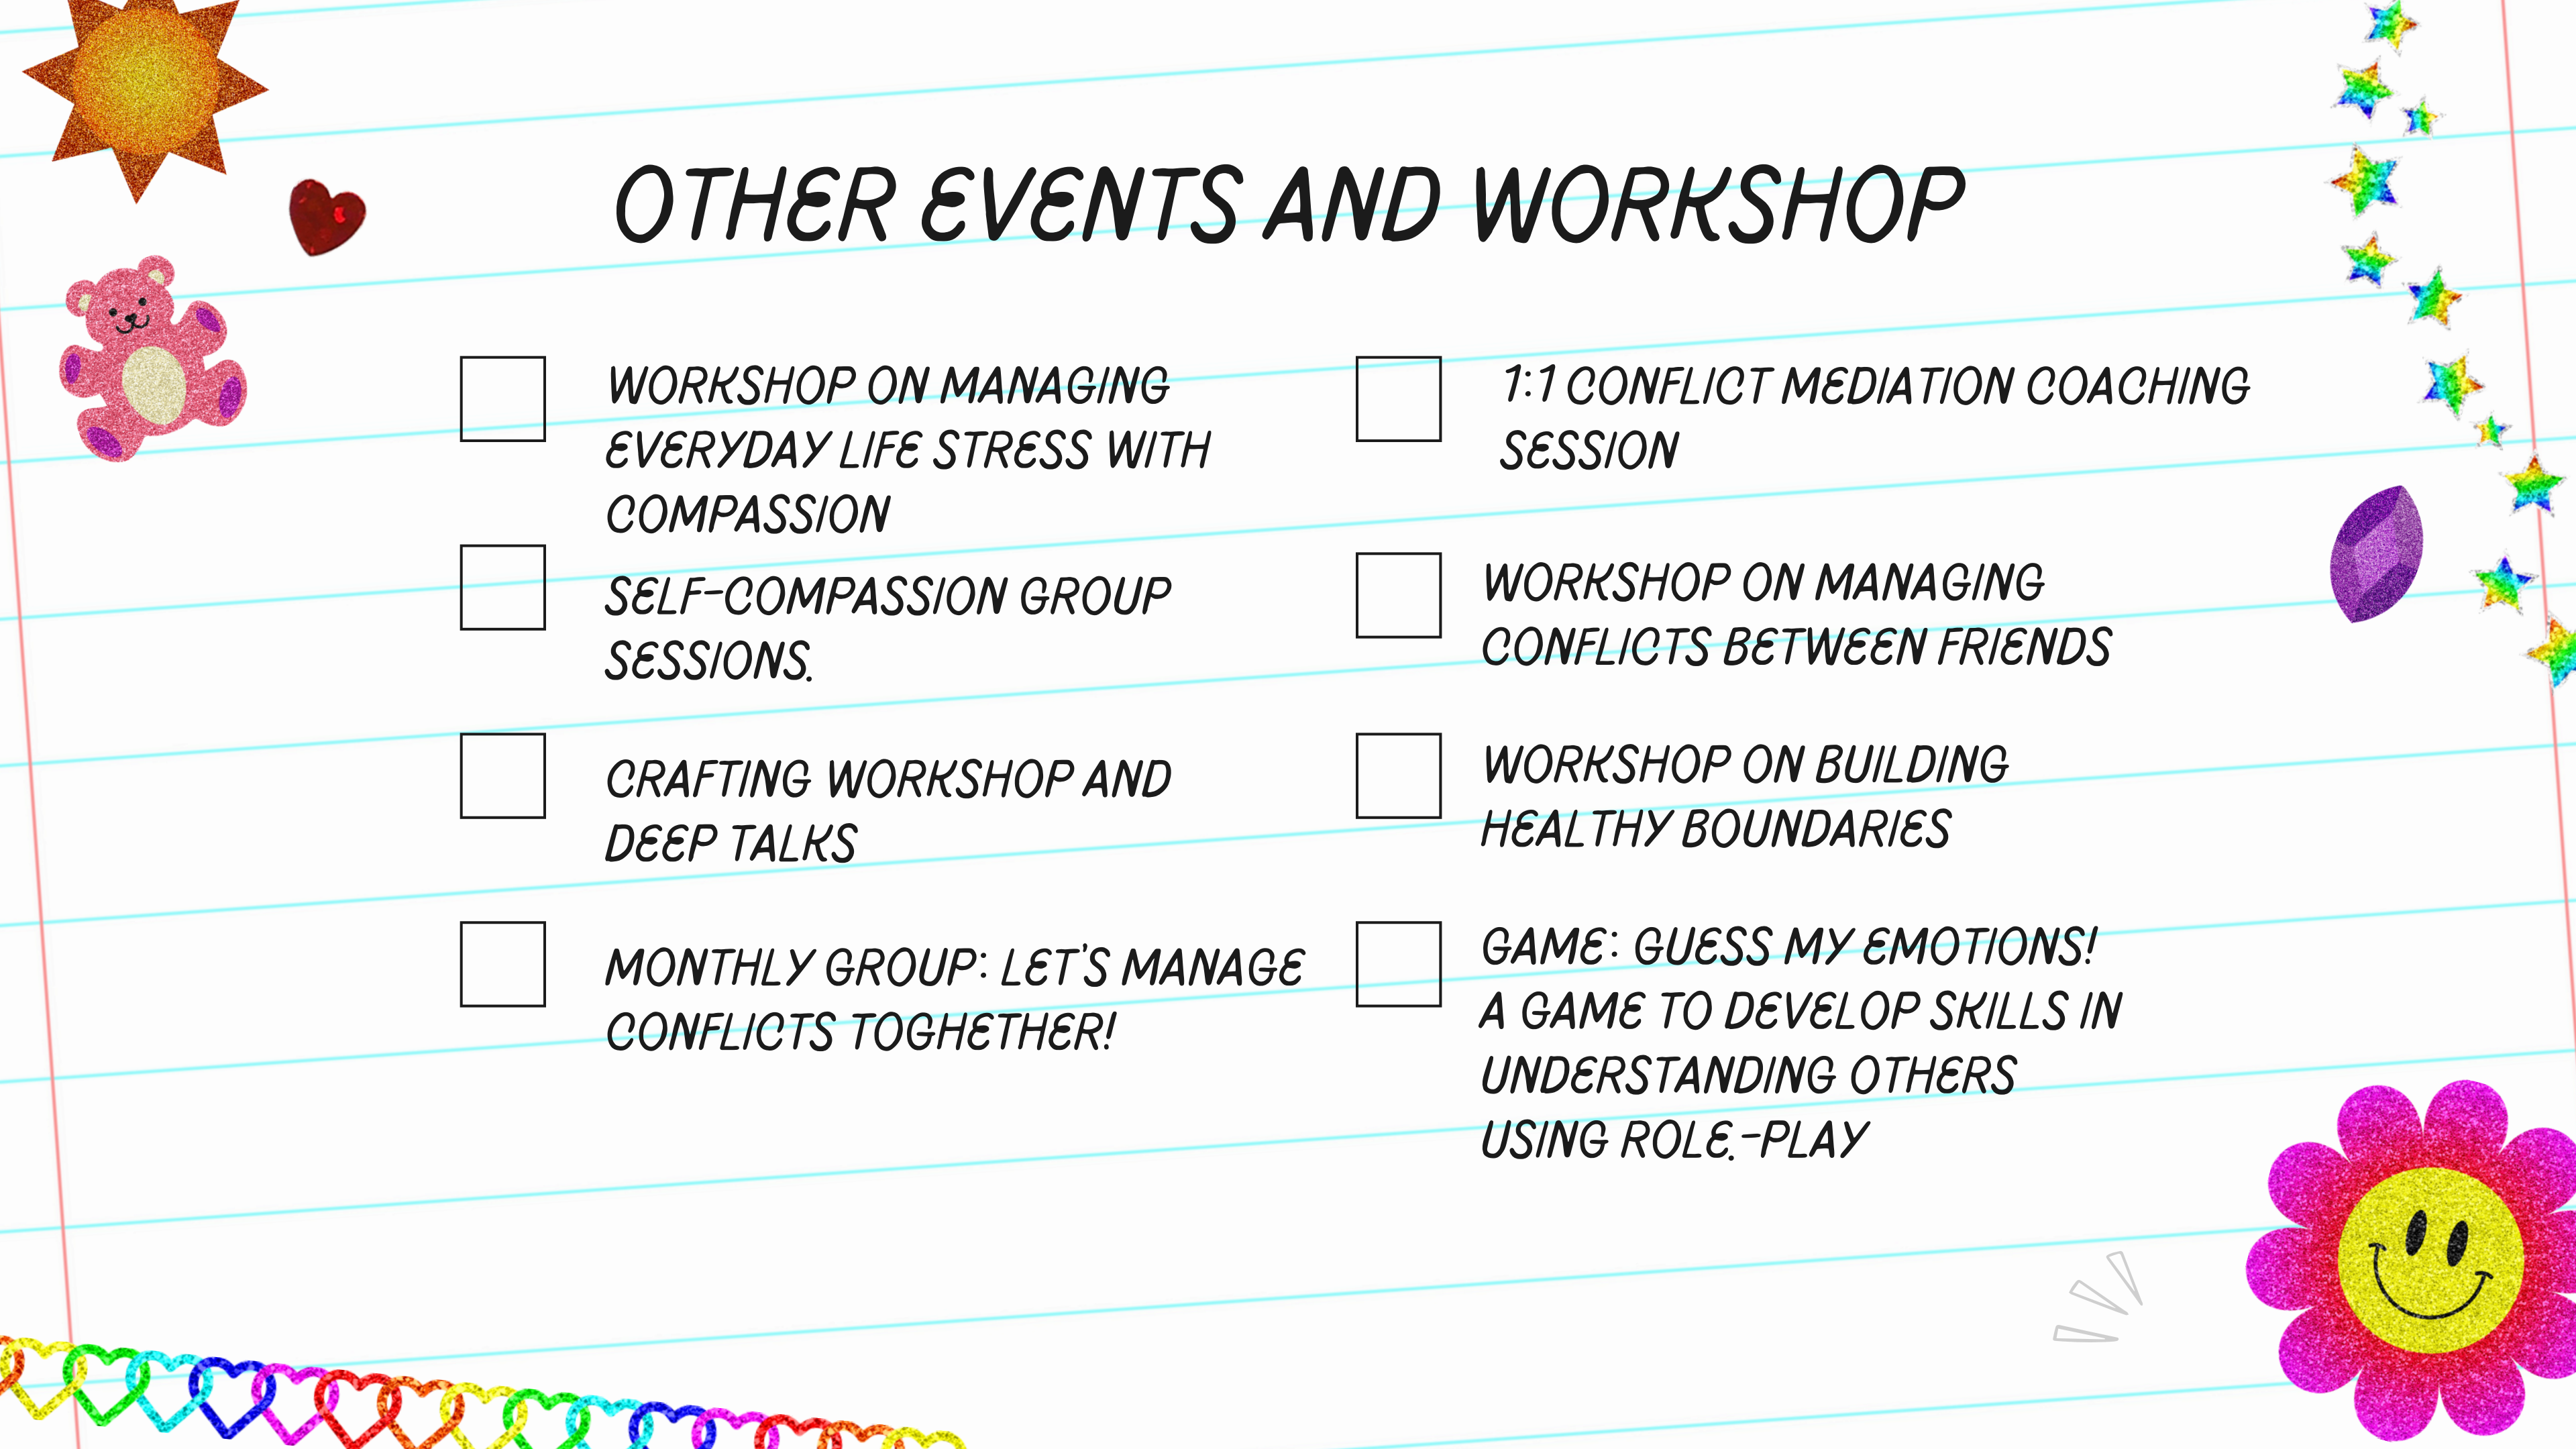 OTHER EVENTS AND WORKSHOP
WORKSHOP ON MANAGING
EVERYDAY LIFE STRESS WITH
COMPASSION
SELF-COMPASSION GROUP
SESSIONS.
CRAFTING WORKSHOP AND
DEEP TALKS
MONTHLY GROUP: LET'S MANAGE
CONFLICTS TOGHETHER!
1:1 CONFLICT MEDIATION COACHING
SESSION
WORKSHOP ON MANAGING
CONFLICTS BETWEEN FRIENDS
WORKSHOP ON BUILDING
HEALTHY BOUNDARIES
GAME: GUESS MY EMOTIONS!
A GAME TO DEVELOP SKILLS IN
UNDERSTANDING OTHERS
USING ROLE.-PLAY